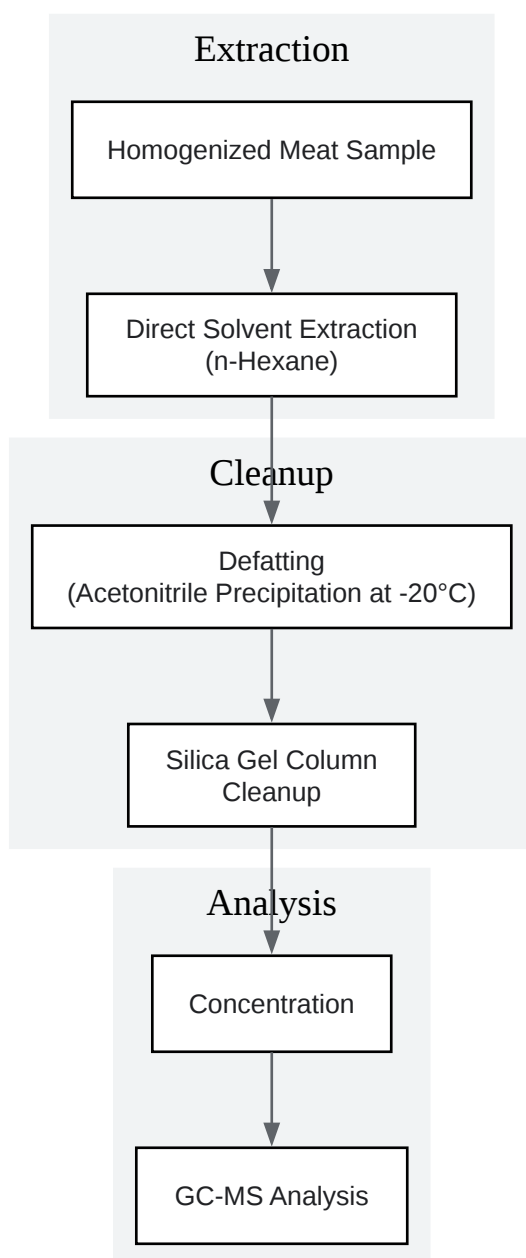 Extraction
Homogenized Meat Sample
Direct Solvent Extraction
(n-Hexane)
Cleanup
Defatting
(Acetonitrile Precipitation at -20°C)
Silica Gel Column
Cleanup
Analysis
Concentration
GC-MS Analysis